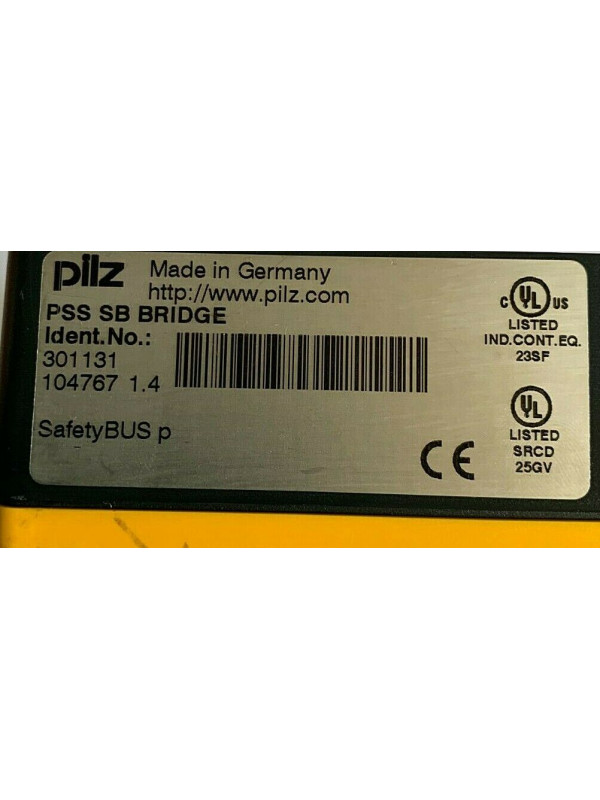 pilz
Made in Germany
http://www.pilz.com
PSS SB BRIDGE
Ident.No.:
301131
104767 1.4
SafetyBUS p
CE
C UL US
LISTED
IND.CONT.EQ.
23SF
UL
LISTED
SRCD
25GV